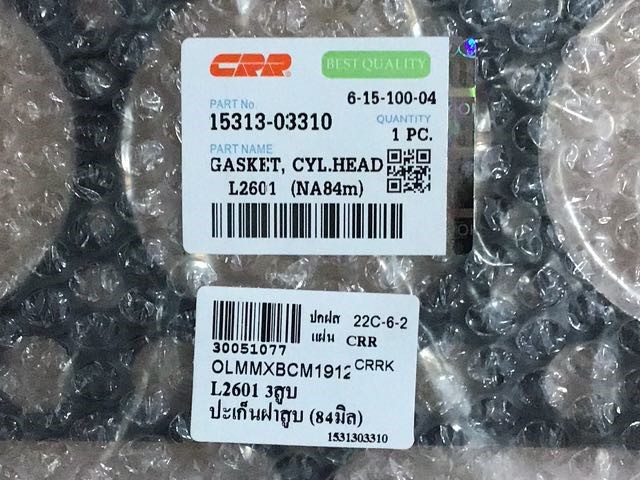 CRR®
BEST QUALITY
6-15-100-04
PART No.
15313-03310
QUANTITY
1 PC.
PART NAME
GASKET, CYL.HEAD
L2601 (NA84m)
ปกฝส 22C-6-2
แผ่น CRR
30051077
OLMMXBCM1912 CRRK
L2601 3สูบ
ปะเก็นฝาสูบ (84มิล)
1531303310